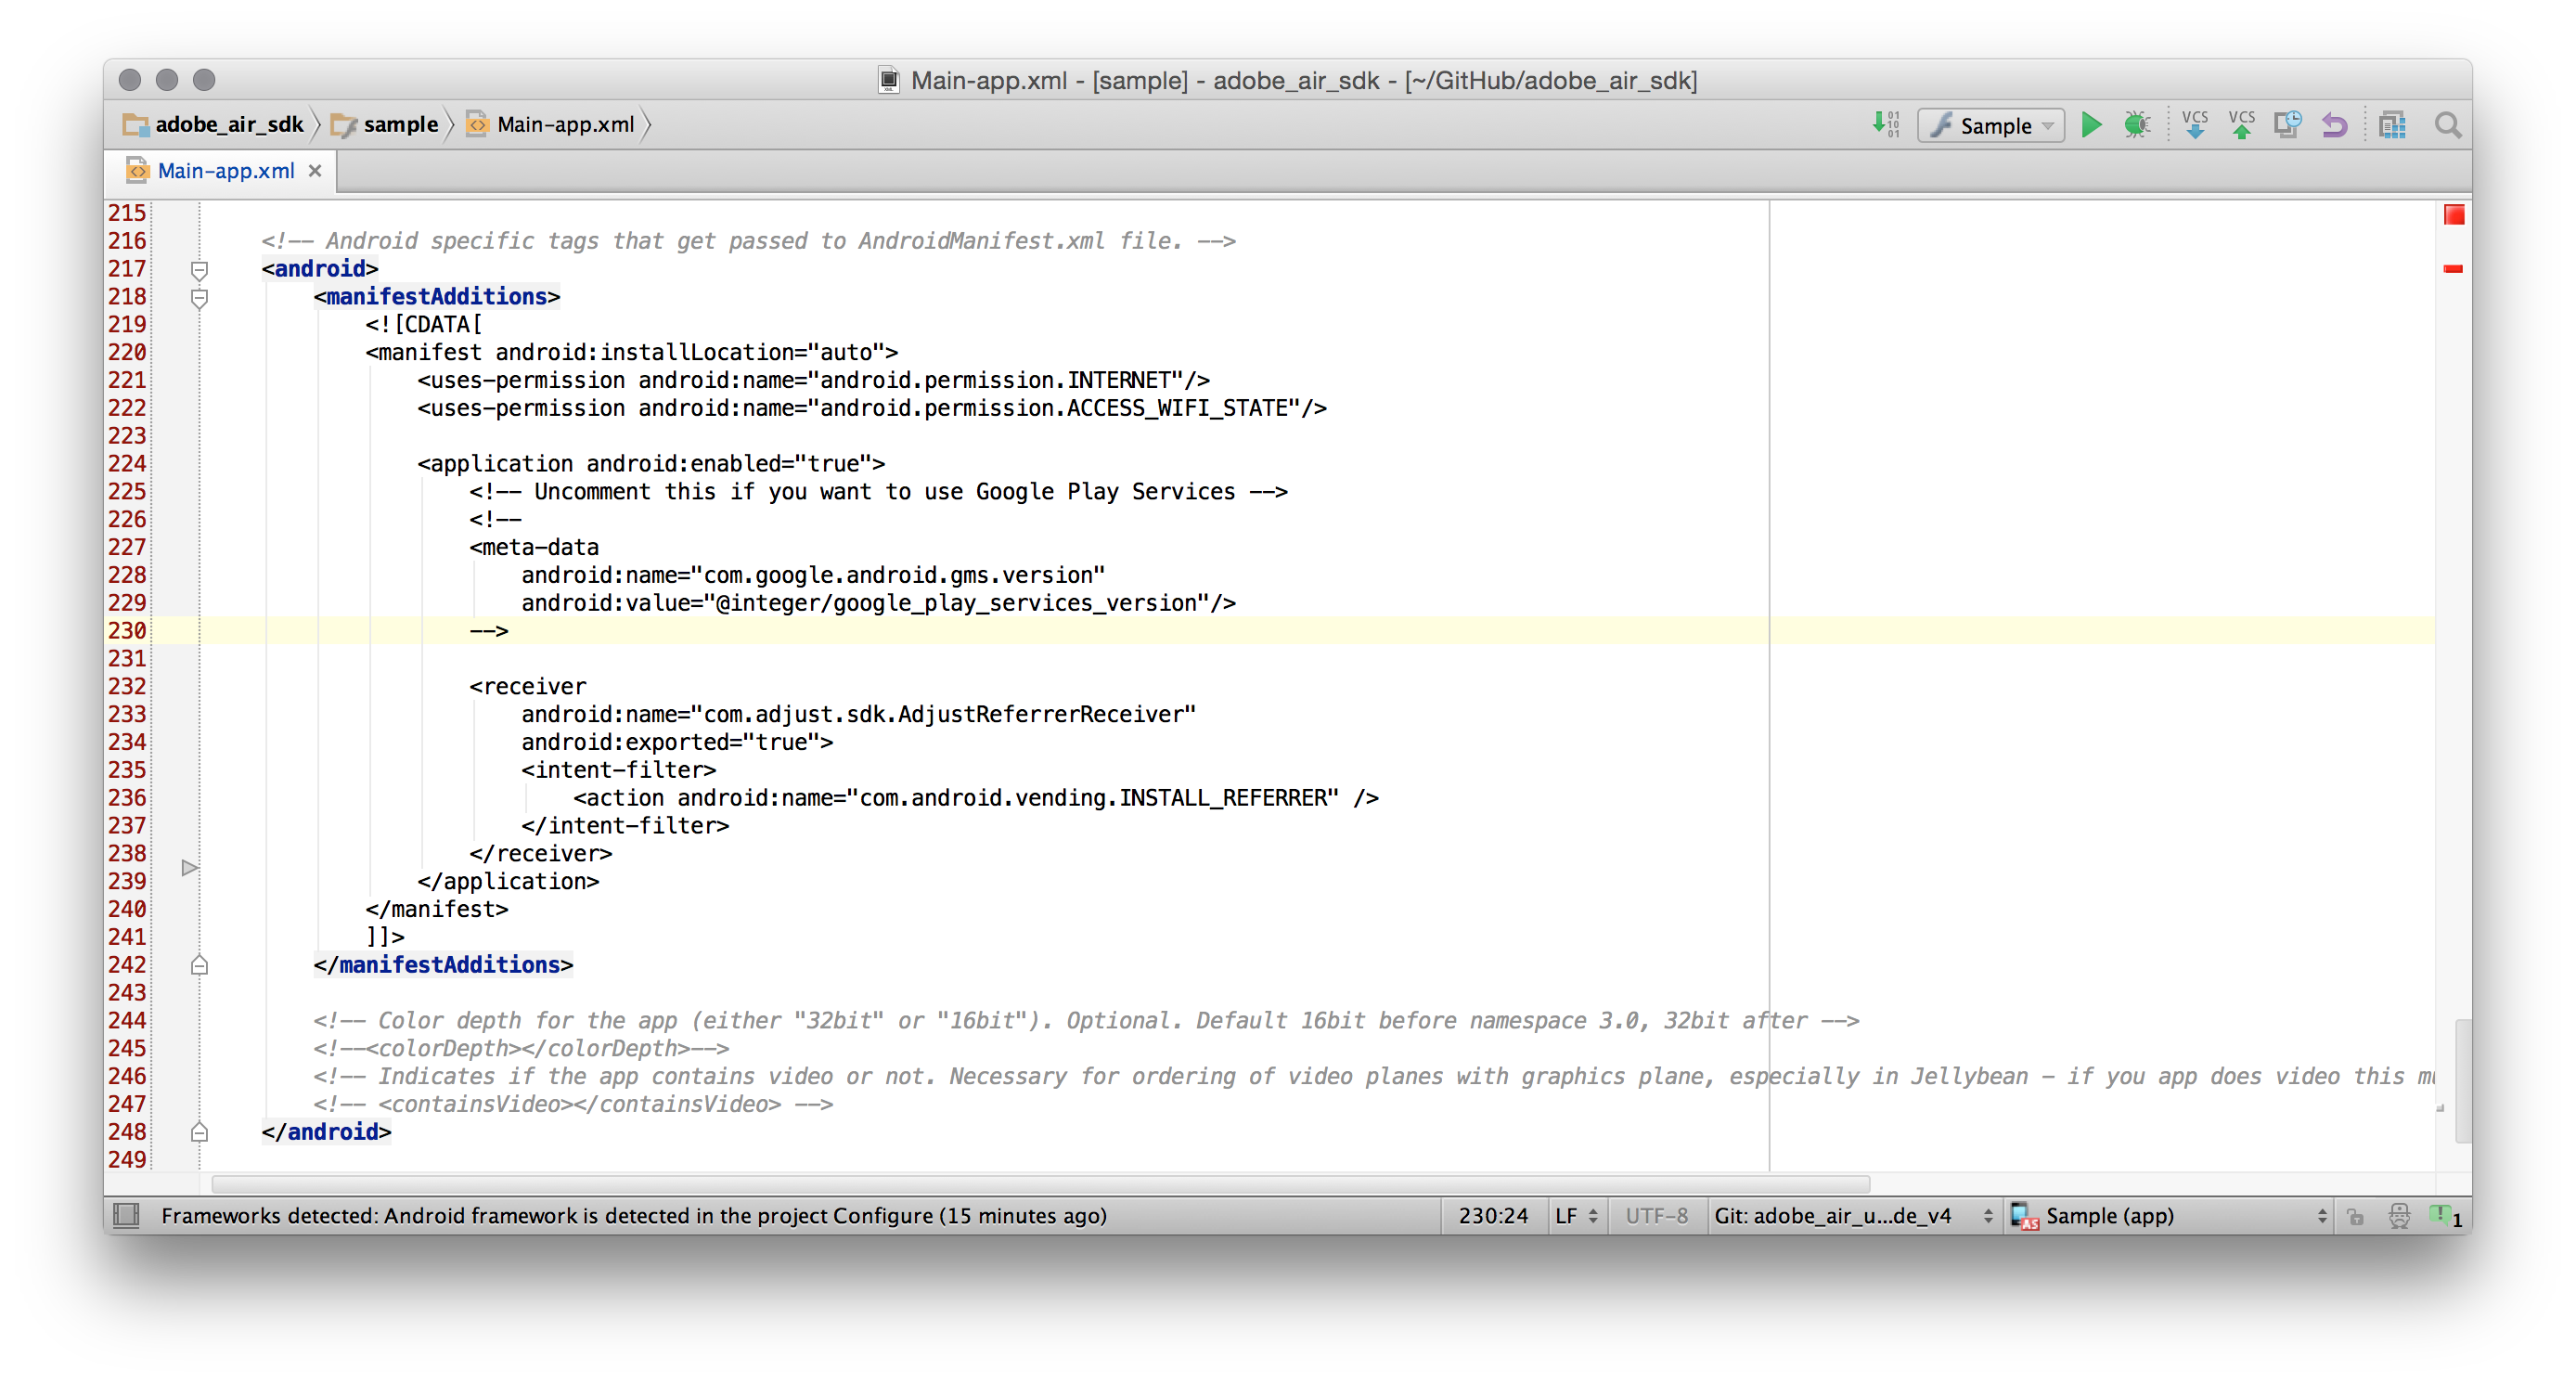 Main-app.xml - [sample] - adobe_air_sdk - [~/GitHub/adobe_air_sdk]
adobe_air_sdk sample Main-app.xml Sample VCS VCS
Main-app.xml
215
216 <!-- Android specific tags that get passed to AndroidManifest.xml file. -->
217 <android>
218 <manifestAdditions>
219 <![CDATA[
220 <manifest android:installLocation="auto">
221 <uses-permission android:name="android.permission.INTERNET"/>
222 <uses-permission android:name="android.permission.ACCESS_WIFI_STATE"/>
223
224 <application android:enabled="true">
225 <!-- Uncomment this if you want to use Google Play Services -->
226 <!--
227 <meta-data
228 android:name="com.google.android.gms.version"
229 android:value="@integer/google_play_services_version"/>
230 -->
231
232 <receiver
233 android:name="com.adjust.sdk.AdjustReferrerReceiver"
234 android:exported="true">
235 <intent-filter>
236 <action android:name="com.android.vending.INSTALL_REFERRER" />
237 </intent-filter>
238 </receiver>
239 </application>
240 </manifest>
241 ]]>
242 </manifestAdditions>
243
244 <!-- Color depth for the app (either "32bit" or "16bit"). Optional. Default 16bit before namespace 3.0, 32bit after -->
245 <!--<colorDepth></colorDepth>-->
246 <!-- Indicates if the app contains video or not. Necessary for ordering of video planes with graphics plane, especially in Jellybean - if you app does video this
247 <!-- <containsVideo></containsVideo> -->
248 </android>
249
Frameworks detected: Android framework is detected in the project Configure (15 minutes ago) 230:24 LF UTF-8 Git: adobe_air_u...de_v4 Sample (app) 1